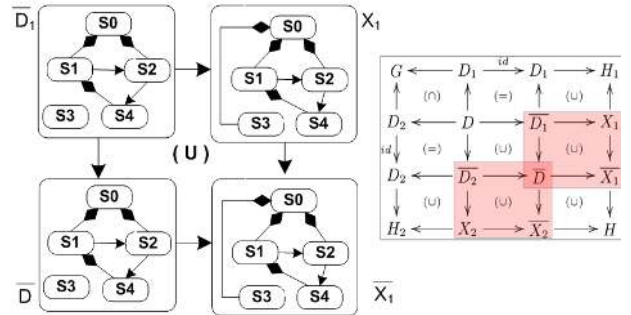 D̅₁
S0
S1
S2
S3
S4
X₁
S0
S1
S2
S3
S4
( U )
D̅
S0
S1
S2
S3
S4
X̅₁
S0
S1
S2
S3
S4
G D₁ id D₁ H₁
(∩) (=) (∪)
D₂ D D̅₁ X₁
id (=) (∪) (∪)
D₂ D̅₂ D̅ X̅₁
(∪) (∪) (∪)
H₂ X₂ X̅₂ H